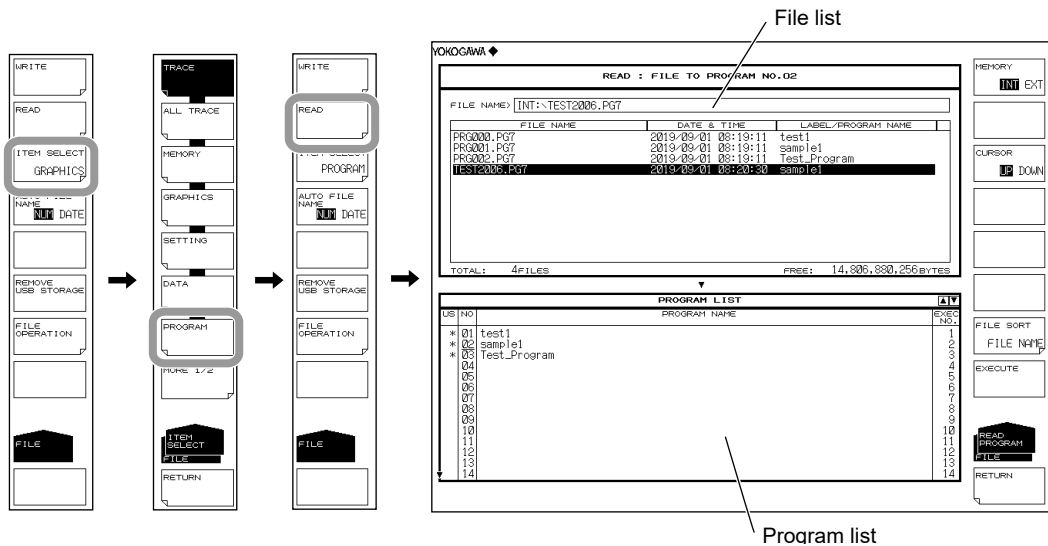 File list
WRITE
READ
ITEM SELECT
GRAPHICS
AUTO FILE
NAME
NUM DATE
REMOVE
USB STORAGE
FILE
OPERATION
FILE
TRACE
ALL TRACE
MEMORY
GRAPHICS
SETTING
DATA
PROGRAM
MORE 1/2
ITEM
SELECT
FILE
RETURN
WRITE
READ
ITEM SELECT
PROGRAM
AUTO FILE
NAME
NUM DATE
REMOVE
USB STORAGE
FILE
OPERATION
FILE
YOKOGAWA ◆
READ : FILE TO PROGRAM NO.02
FILE NAME> INT:\TEST2006.PG7
FILE NAME DATE & TIME LABEL/PROGRAM NAME
PRG000.PG7 2019/09/01 08:19:11 test1
PRG001.PG7 2019/09/01 08:19:11 sample1
PRG002.PG7 2019/09/01 08:19:11 Test_Program
TEST2006.PG7 2019/09/01 08:20:30 sample1
TOTAL: 4FILES FREE: 14,806,880,256BYTES
▼
PROGRAM LIST ▲▼
US NO PROGRAM NAME EXEC
NO.
* 01 test1 1
* 02 sample1 2
* 03 Test_Program 3
04 4
05 5
06 6
07 7
08 8
09 9
10 10
11 11
12 12
13 13
▼ 14 14
MEMORY
INT EXT
CURSOR
UP DOWN
FILE SORT
FILE NAME
EXECUTE
READ
PROGRAM
FILE
RETURN
Program list